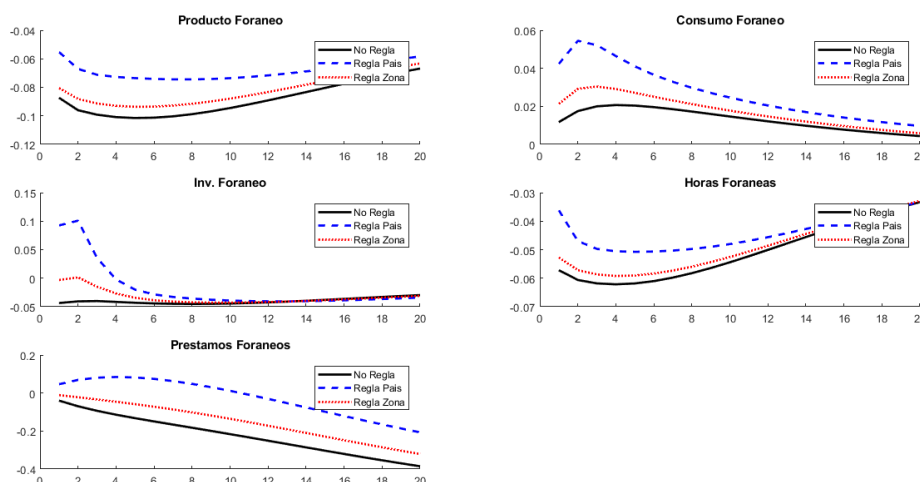 Producto Foraneo
-0.04
-0.06
-0.08
-0.1
-0.12
0 2 4 6 8 10 12 14 16 18 20
No Regla
Regla Pais
Regla Zona
Consumo Foraneo
0.06
0.04
0.02
0
0 2 4 6 8 10 12 14 16 18 20
No Regla
Regla Pais
Regla Zona
Inv. Foraneo
0.15
0.1
0.05
0
-0.05
0 2 4 6 8 10 12 14 16 18 20
No Regla
Regla Pais
Regla Zona
Horas Foraneas
-0.03
-0.04
-0.05
-0.06
-0.07
0 2 4 6 8 10 12 14 16 18
No Regla
Regla Pais
Regla Zona
Prestamos Foraneos
0.2
0
-0.2
-0.4
0 2 4 6 8 10 12 14 16 18 20
No Regla
Regla Pais
Regla Zona